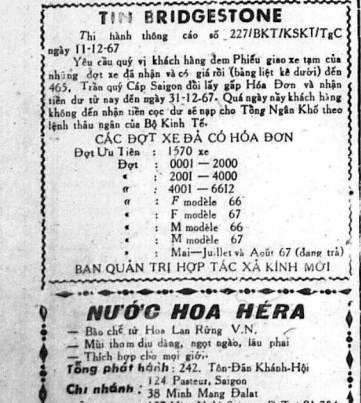 TIN BRIDGESTONE
Thi hành thông cáo số 227/BKT/KSKT/TgC
ngày 11-12-67
Yêu cầu quý vị khách hàng đem Phiếu giao xe tạm của
những đợt xe đã nhận và có giá rồi (bảng liệt kê dưới) đến
465, Trần quý Cáp Saigon đổi lấy gấp Hóa Đơn và nhận
tiền dư từ nay đến ngày 31-12-67. Quá ngày nầy khách hàng
không đến nhận tiền cọc dư sẽ nạp cho Tổng Ngân Khố theo
lệnh thâu ngân của Bộ Kinh Tế.
CÁC ĐỢT XE ĐÃ CÓ HÓA ĐƠN
Đợt Ưu Tiên : 1570 xe
Đợt : 0001 — 2000
" : 2001 — 4000
" : 4001 — 6612
" : F modèle 66
" : F modèle 67
" : M modèle 66
" : M modèle 67
" : Mai—Juillet và Août 67 (đang trả)
BAN QUẢN TRỊ HỢP TÁC XÃ KÍNH MỜI
NƯỚC HOA HÉRA
— Bào chế từ Hoa Lan Rừng V.N.
— Mùi thơm dịu dàng, ngọt ngào, lâu phai
— Thích hợp cho mọi giới.
Tổng phát hành : 242. Tôn-Đãn Khánh-Hội
124 Pasteur, Saigon
Chi nhánh : 38 Minh Mang Đalat